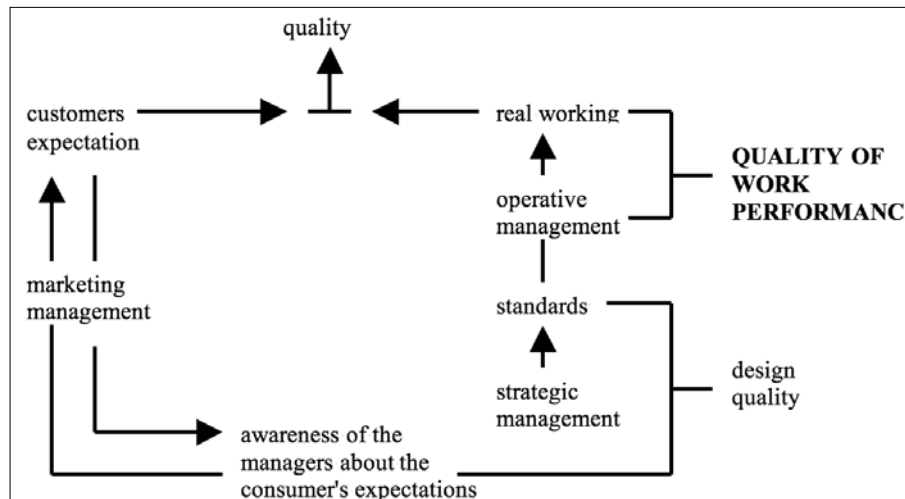 quality
customers
expectation
real working
QUALITY OF
WORK
PERFORMANC
operative
management
marketing
management
standards
design
quality
strategic
management
awareness of the
managers about the
consumer's expectations